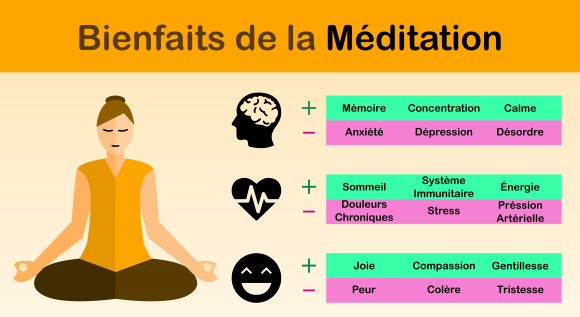 Bienfaits de la Méditation
+ Mémoire Concentration Calme
− Anxiété Dépression Désordre
+ Sommeil Système Immunitaire Énergie
− Douleurs Chroniques Stress Préssion Artérielle
+ Joie Compassion Gentillesse
− Peur Colère Tristesse